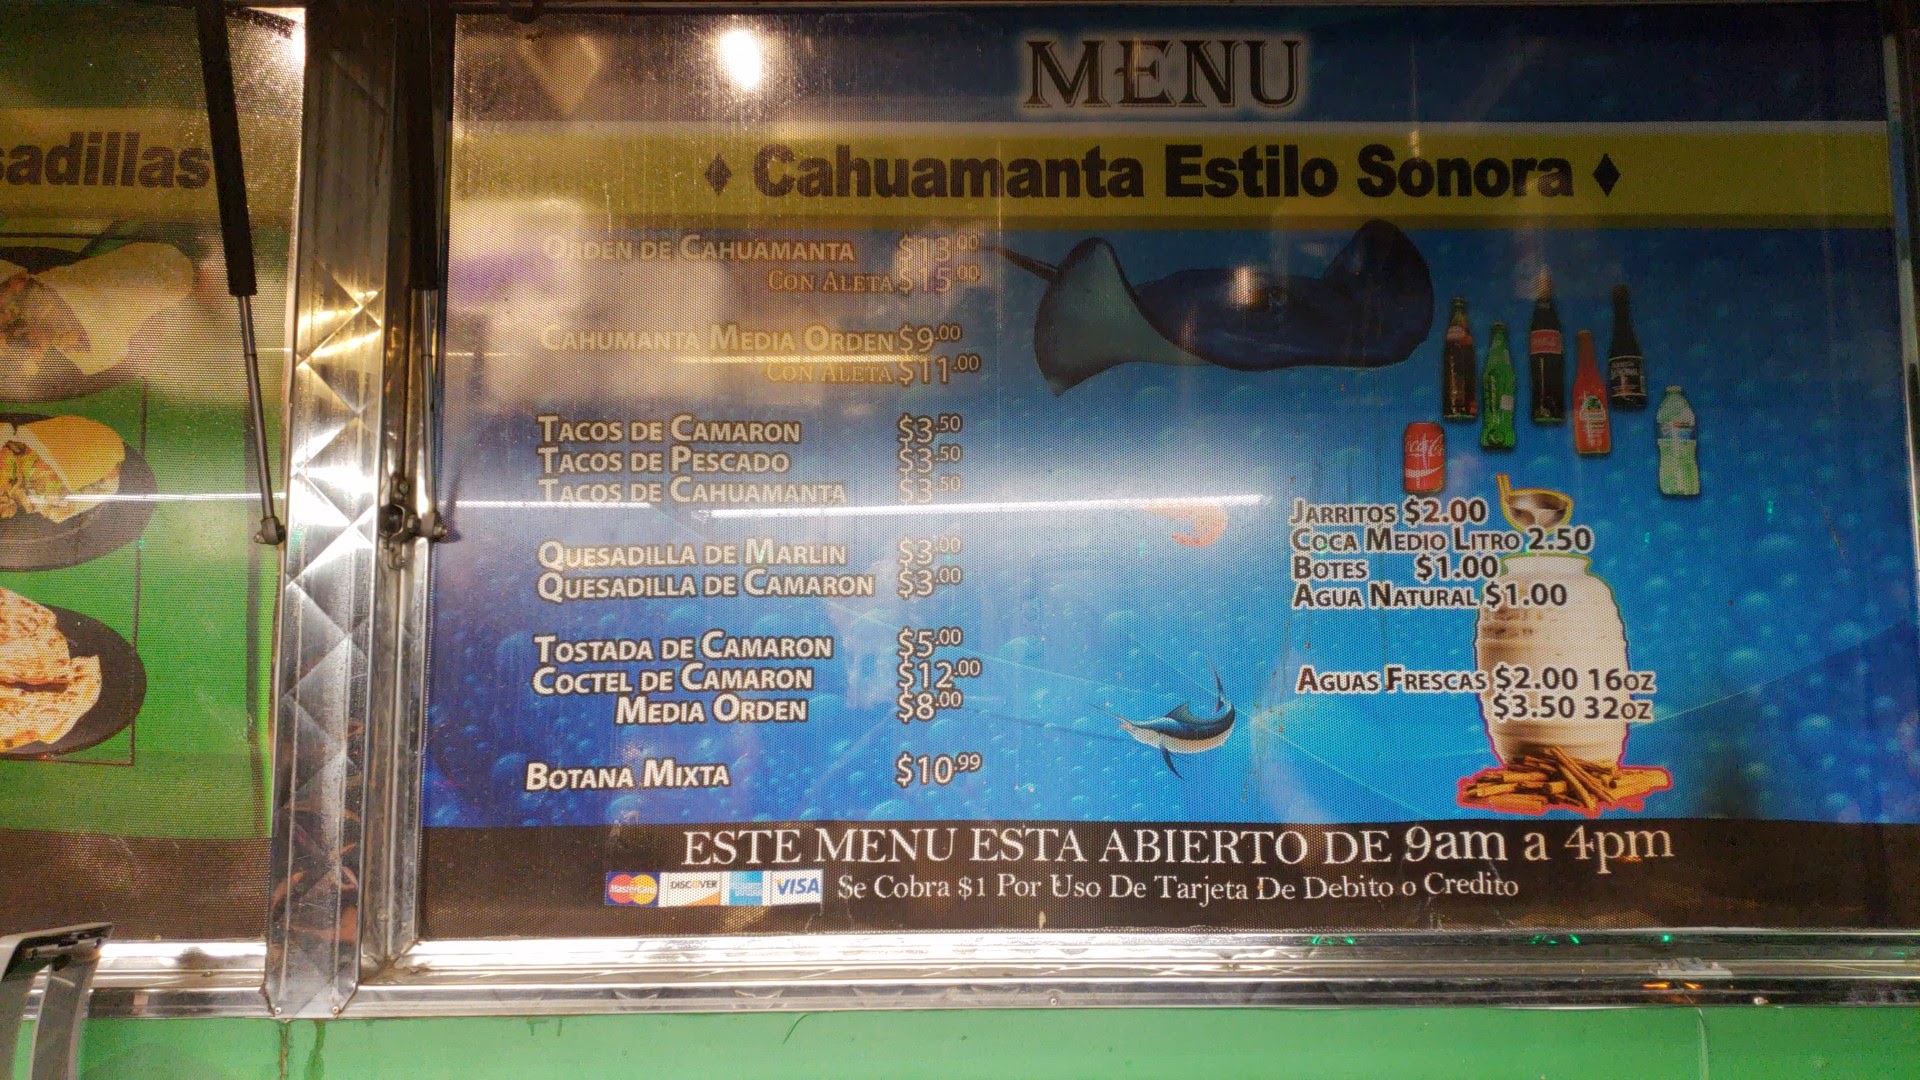 sadillas
MENU
♦ Cahuamanta Estilo Sonora ♦
ORDEN DE CAHUAMANTA $13.00
CON ALETA $15.00
CAHUMANTA MEDIA ORDEN $9.00
CON ALETA $11.00
TACOS DE CAMARON $3.50
TACOS DE PESCADO $3.50
TACOS DE CAHUAMANTA $3.50
QUESADILLA DE MARLIN $3.00
QUESADILLA DE CAMARON $3.00
TOSTADA DE CAMARON $5.00
COCTEL DE CAMARON $12.00
MEDIA ORDEN $8.00
BOTANA MIXTA $10.99
JARRITOS $2.00
COCA MEDIO LITRO 2.50
BOTES $1.00
AGUA NATURAL $1.00
AGUAS FRESCAS $2.00 16OZ
$3.50 32OZ
ESTE MENU ESTA ABIERTO DE 9am a 4pm
MasterCard DISCOVER VISA Se Cobra $1 Por Uso De Tarjeta De Debito o Credito